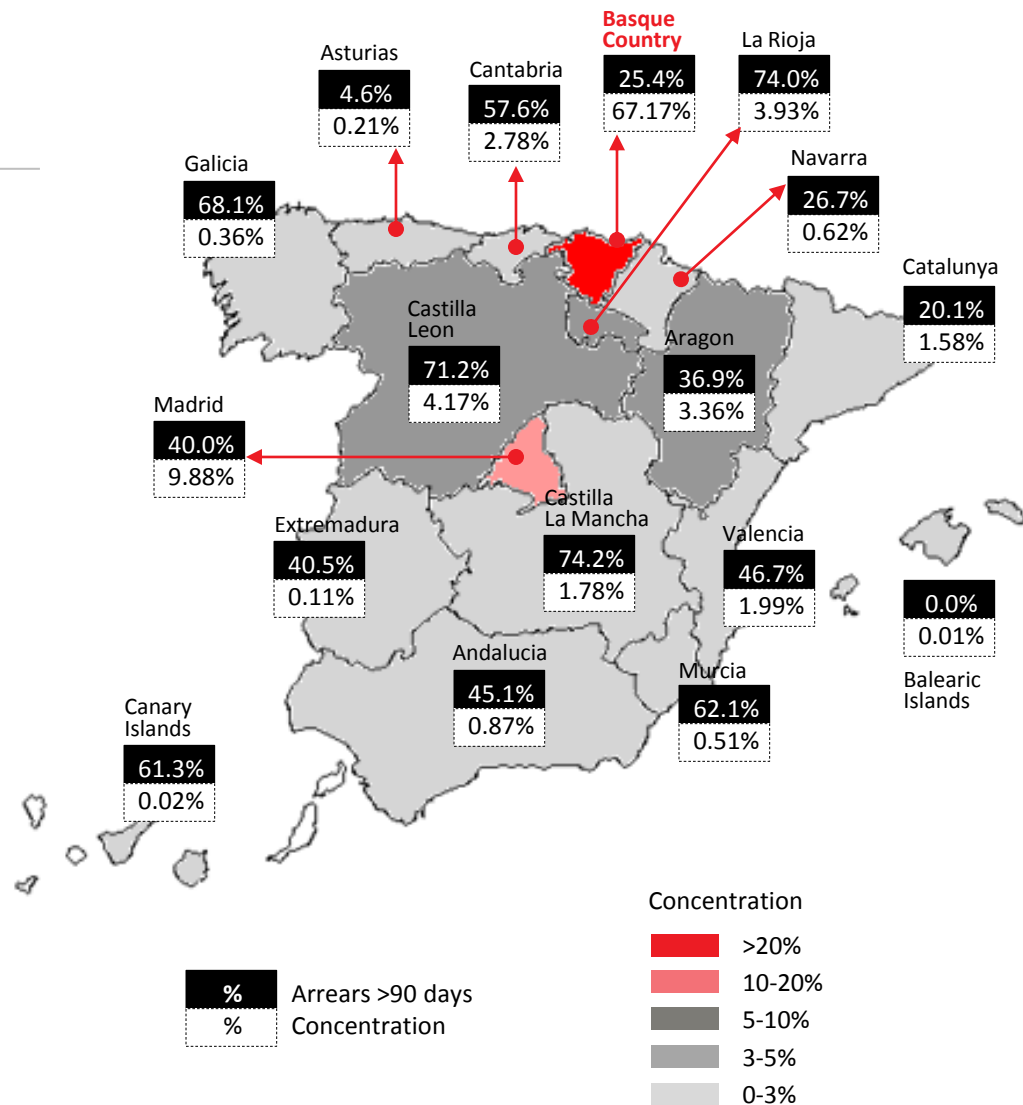 Basque
Country
25.4%
67.17%
La Rioja
74.0%
3.93%
Asturias
4.6%
0.21%
Cantabria
57.6%
2.78%
Navarra
26.7%
0.62%
Galicia
68.1%
0.36%
Catalunya
20.1%
1.58%
Castilla
Leon
71.2%
4.17%
Aragon
36.9%
3.36%
Madrid
40.0%
9.88%
Castilla
La Mancha
74.2%
1.78%
Extremadura
40.5%
0.11%
Valencia
46.7%
1.99%
0.0%
0.01%
Balearic
Islands
Andalucia
45.1%
0.87%
Murcia
62.1%
0.51%
Canary
Islands
61.3%
0.02%
% Arrears >90 days
% Concentration
Concentration
>20%
10-20%
5-10%
3-5%
0-3%